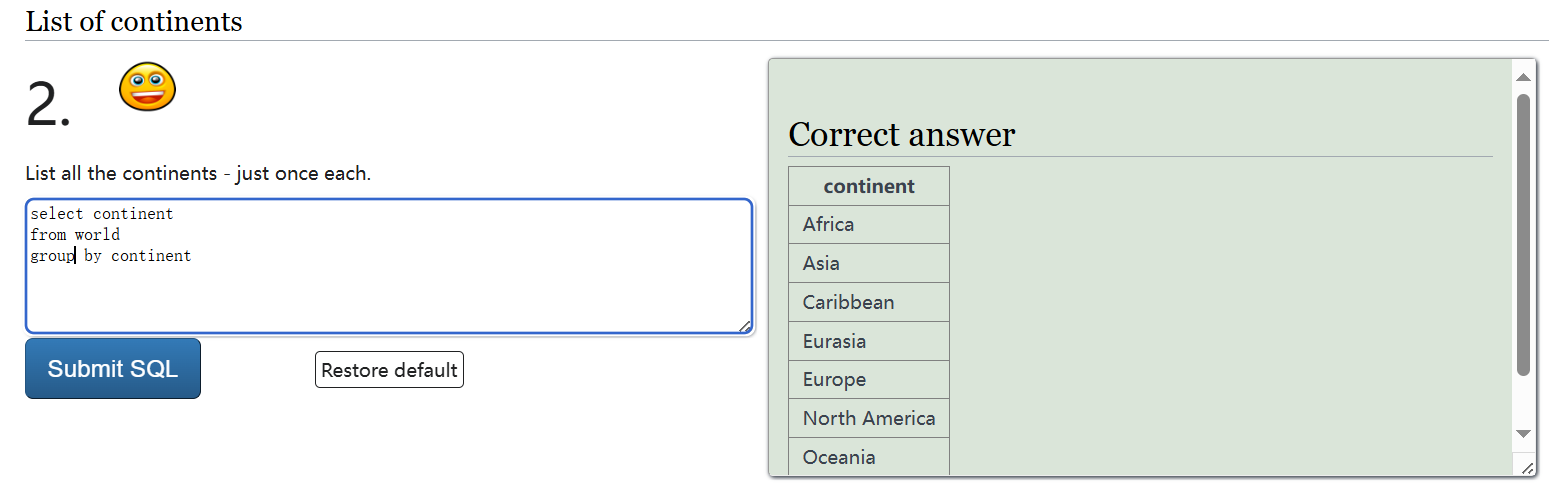 List of continents
2.
List all the continents - just once each.
select continent
from world
group by continent
Submit SQL
Restore default
Correct answer
continent
Africa
Asia
Caribbean
Eurasia
Europe
North America
Oceania